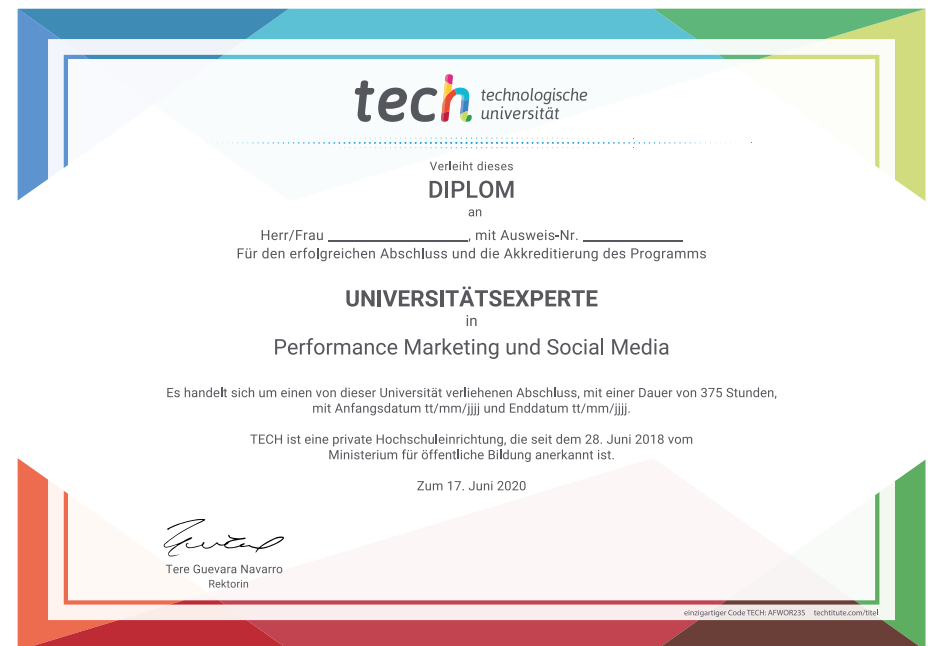 tech technologische
universität
Verleiht dieses
DIPLOM
an
Herr/Frau ____________, mit Ausweis-Nr. ____________
Für den erfolgreichen Abschluss und die Akkreditierung des Programms
UNIVERSITÄTSEXPERTE
in
Performance Marketing und Social Media
Es handelt sich um einen von dieser Universität verliehenen Abschluss, mit einer Dauer von 375 Stunden,
mit Anfangsdatum tt/mm/jjjj und Enddatum tt/mm/jjjj.
TECH ist eine private Hochschuleinrichtung, die seit dem 28. Juni 2018 vom
Ministerium für öffentliche Bildung anerkannt ist.
Zum 17. Juni 2020
Tere Guevara Navarro
Rektorin
einzigartiger Code TECH: AFWOR23S techtitute.com/titel